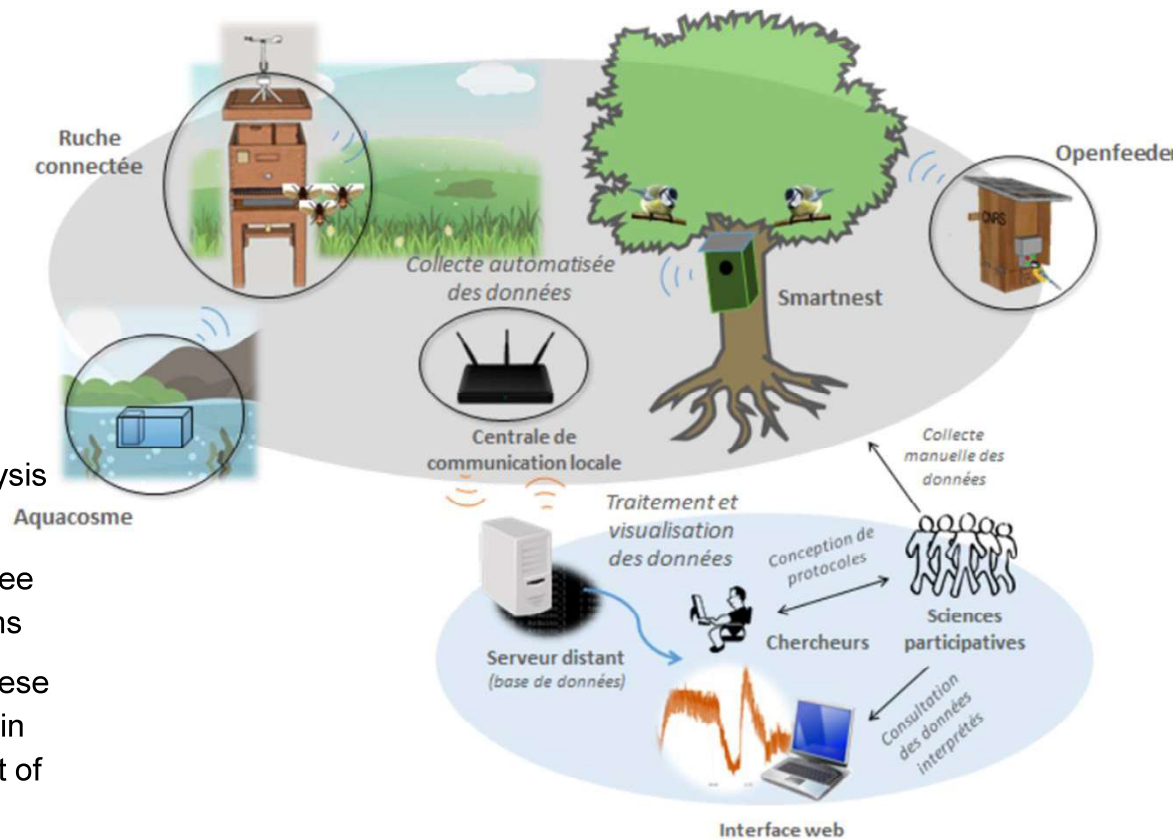 Ruche
connectée
Openfeeder
CNRS
Collecte automatisée
des données
Smartnest
Centrale de
communication locale
Collecte
manuelle des
données
ysis
Aquacosme
Traitement et
visualisation
des données
Conception de
protocoles
ee
ns
Sciences
participatives
Chercheurs
Serveur distant
(base de données)
ese
in
t of
Consultation
des données
interprétés
Interface web